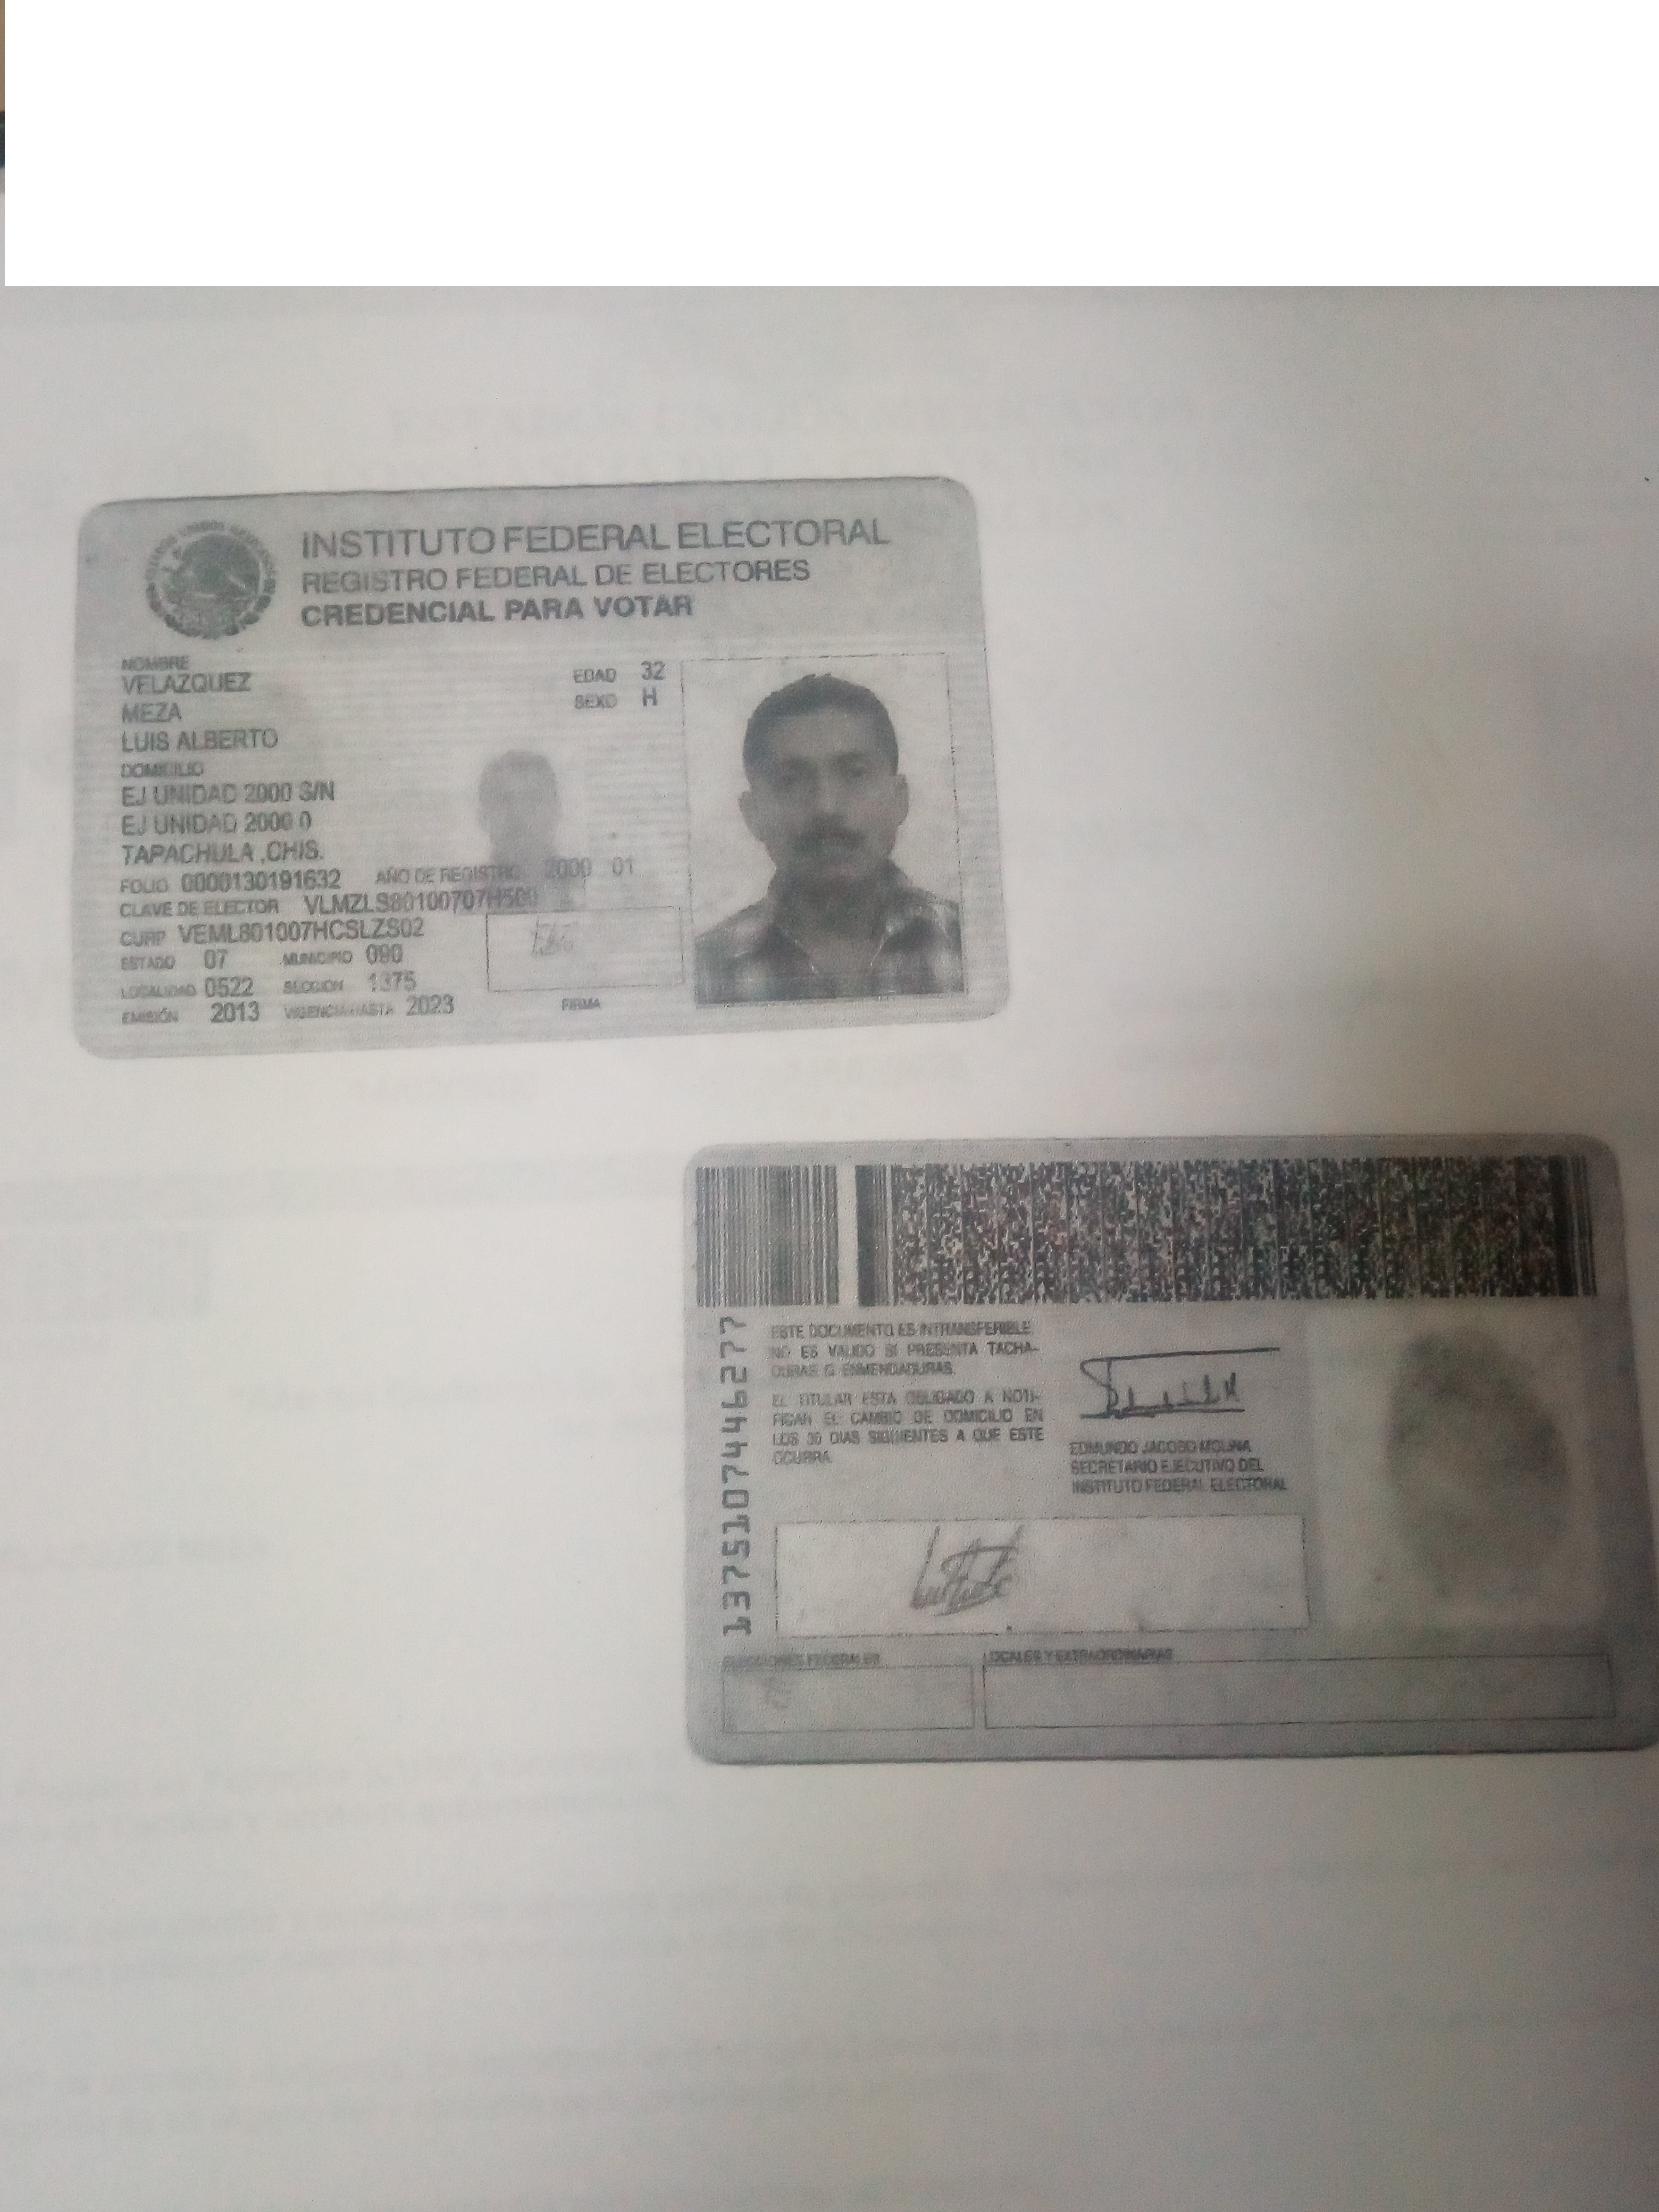 INSTITUTO FEDERAL ELECTORAL
REGISTRO FEDERAL DE ELECTORES
CREDENCIAL PARA VOTAR
NOMBRE
VELAZQUEZ
MEZA
LUIS ALBERTO
EDAD 32
SEXO H
DOMICILIO
EJ UNIDAD 2000 S/N
EJ UNIDAD 2000 0
TAPACHULA ,CHIS.
FOLIO 0000130191632 AÑO DE REGISTRO 2000 01
CLAVE DE ELECTOR VLMZLS80100707H500
CURP VEML801007HCSLZS02
ESTADO 07 MUNICIPIO 090
LOCALIDAD 0522 SECCION 1375
EMISIÓN 2013 VIGENCIA HASTA 2023
FIRMA
1375107446277
ESTE DOCUMENTO ES INTRANSFERIBLE
NO ES VALIDO SI PRESENTA TACHA-
DURAS O ENMENDADURAS.
EL TITULAR ESTA OBLIGADO A NOTI-
FICAR EL CAMBIO DE DOMICILIO EN
LOS 30 DIAS SIGUIENTES A QUE ESTE
OCURRA
EDMUNDO JACOBO MOLINA
SECRETARIO EJECUTIVO DEL
INSTITUTO FEDERAL ELECTORAL
ELECCIONES FEDERALES
LOCALES Y EXTRAORDINARIAS